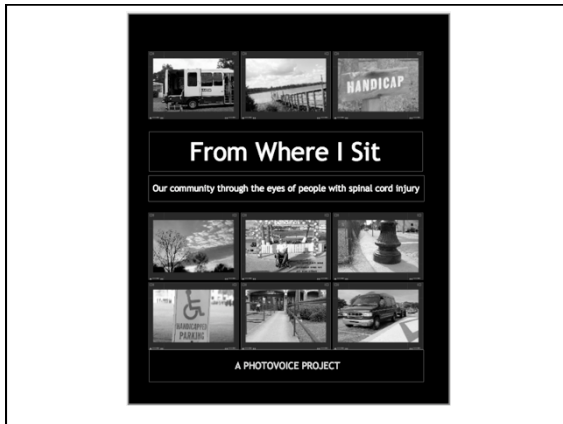 HANDICAP
From Where I Sit
Our community through the eyes of people with spinal cord injury
HANDICAPPED
PARKING
A PHOTOVOICE PROJECT